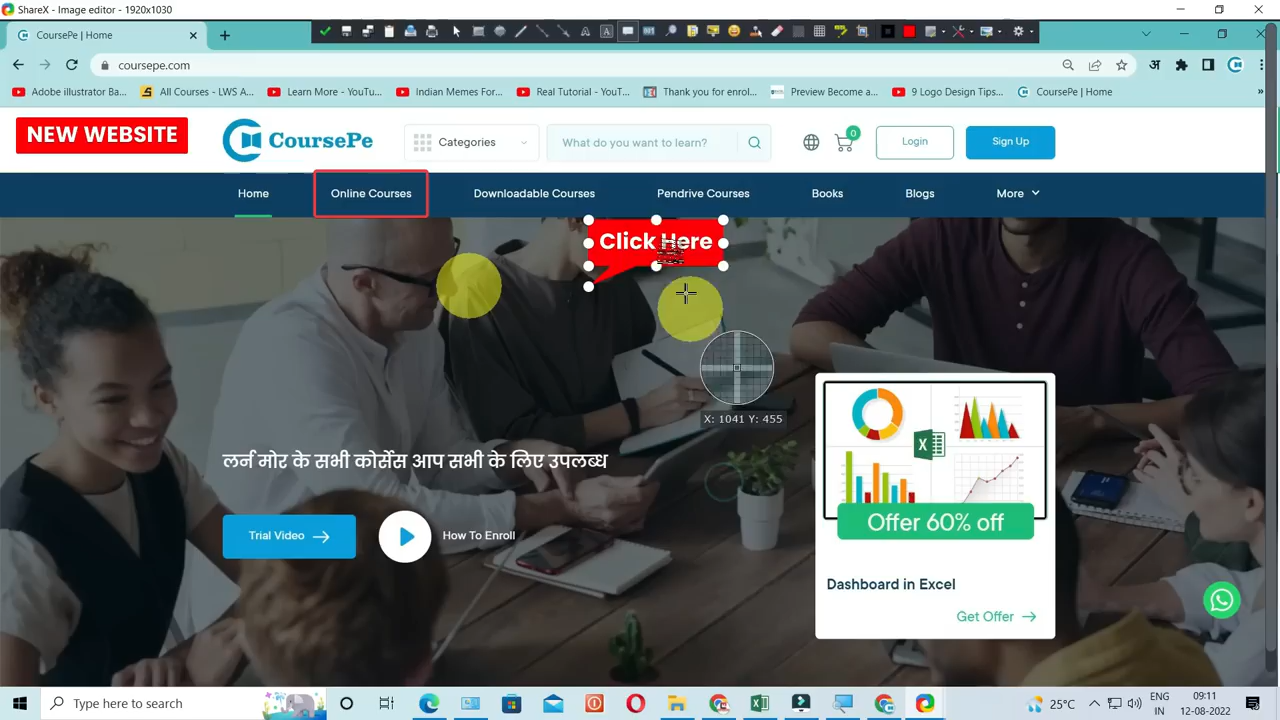 ShareX - Image editor - 1920x1030
CoursePe | Home
coursepe.com
Adobe illustrator Ba...
All Courses - LWS A...
Learn More - YouTu...
Indian Memes For...
Real Tutorial - YouT...
Thank you for enrol...
Preview Become a...
9 Logo Design Tips...
CoursePe | Home
NEW WEBSITE
CoursePe
Categories
What do you want to learn?
0
Login
Sign Up
Home
Online Courses
Downloadable Courses
Pendrive Courses
Books
Blogs
More
Click Here
X: 1041 Y: 455
लर्न मोर के सभी कोर्सेस आप सभी के लिए उपलब्ध
Trial Video
How To Enroll
Offer 60% off
Dashboard in Excel
Get Offer
Type here to search
25°C
ENG
IN
09:11
12-08-2022